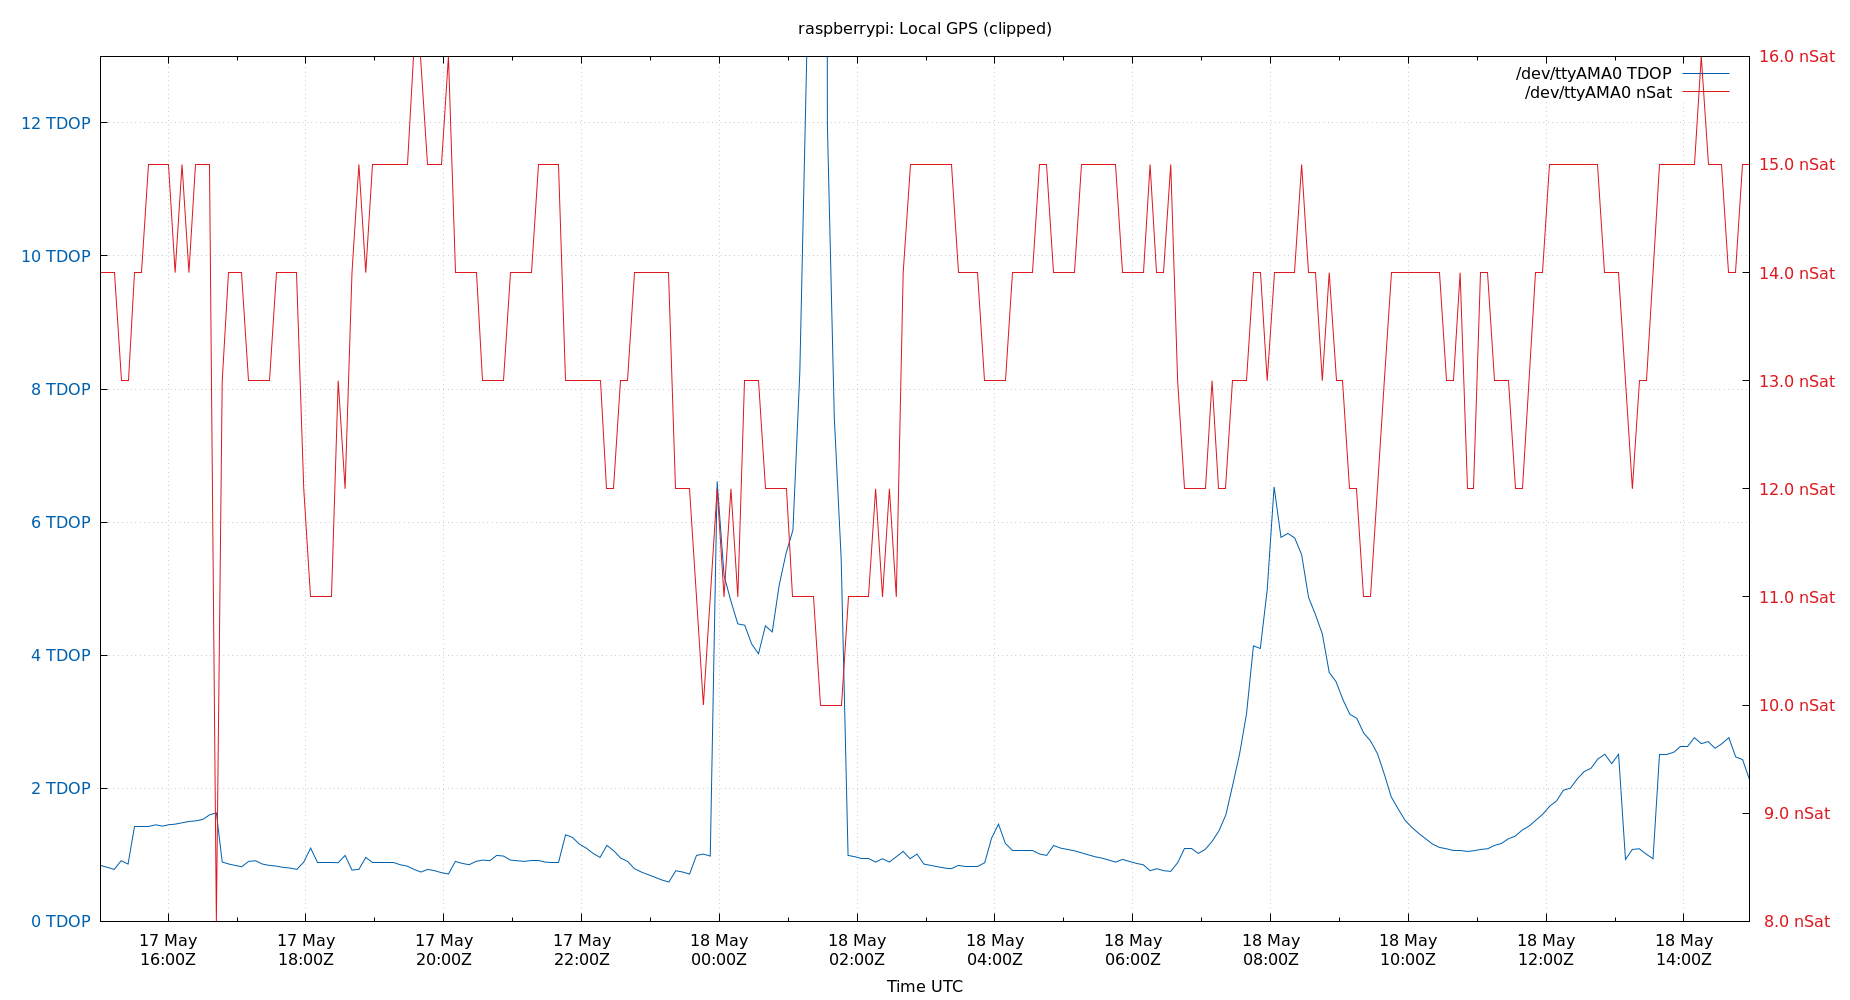 raspberrypi: Local GPS (clipped)
/dev/ttyAMA0 TDOP
/dev/ttyAMA0 nSat
12 TDOP
10 TDOP
8 TDOP
6 TDOP
4 TDOP
2 TDOP
0 TDOP
16.0 nSat
15.0 nSat
14.0 nSat
13.0 nSat
12.0 nSat
11.0 nSat
10.0 nSat
9.0 nSat
8.0 nSat
17 May
16:00Z
17 May
18:00Z
17 May
20:00Z
17 May
22:00Z
18 May
00:00Z
18 May
02:00Z
18 May
04:00Z
18 May
06:00Z
18 May
08:00Z
18 May
10:00Z
18 May
12:00Z
18 May
14:00Z
Time UTC